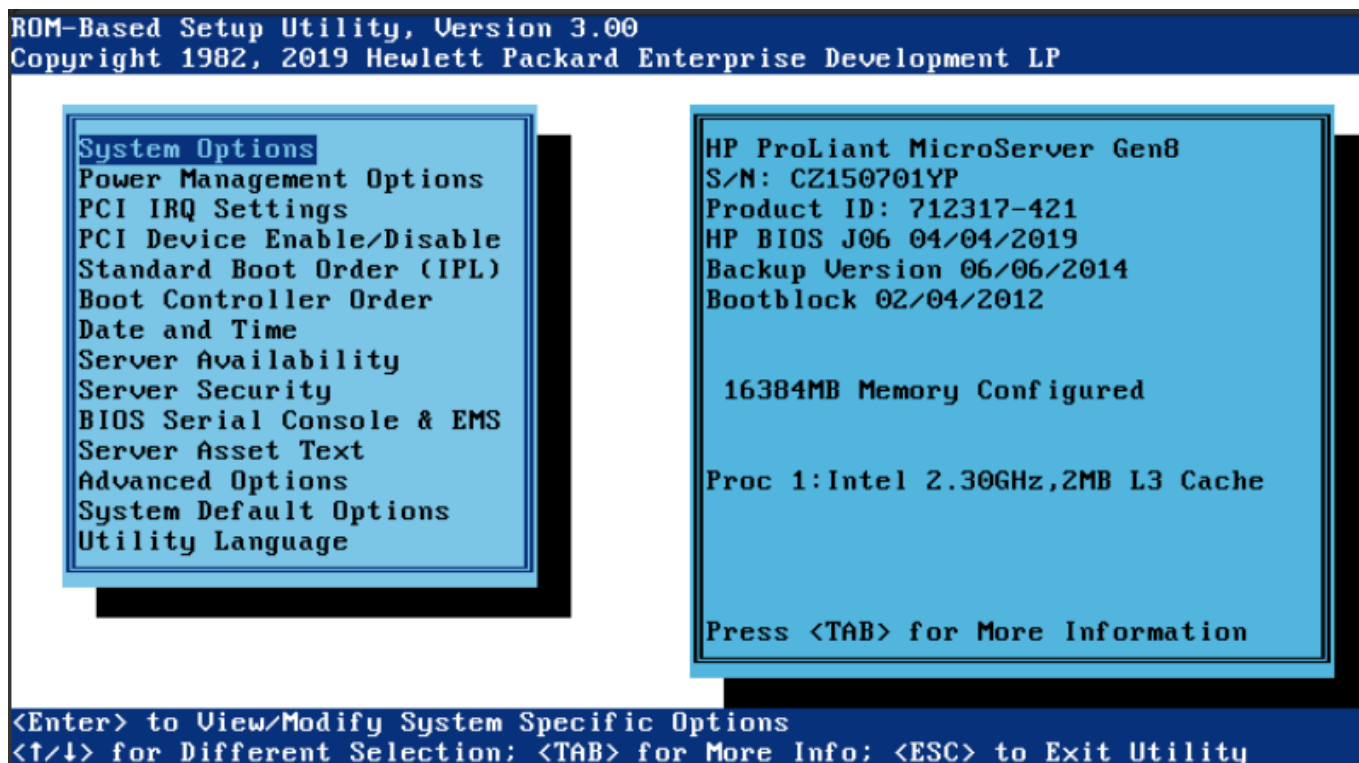 ROM-Based Setup Utility, Version 3.00
Copyright 1982, 2019 Hewlett Packard Enterprise Development LP
System Options
Power Management Options
PCI IRQ Settings
PCI Device Enable/Disable
Standard Boot Order (IPL)
Boot Controller Order
Date and Time
Server Availability
Server Security
BIOS Serial Console & EMS
Server Asset Text
Advanced Options
System Default Options
Utility Language
HP ProLiant MicroServer Gen8
S/N: CZ150701YP
Product ID: 712317-421
HP BIOS J06 04/04/2019
Backup Version 06/06/2014
Bootblock 02/04/2012
16384MB Memory Configured
Proc 1:Intel 2.30GHz,2MB L3 Cache
Press <TAB> for More Information
<Enter> to View/Modify System Specific Options
<↑/↓> for Different Selection; <TAB> for More Info; <ESC> to Exit Utility